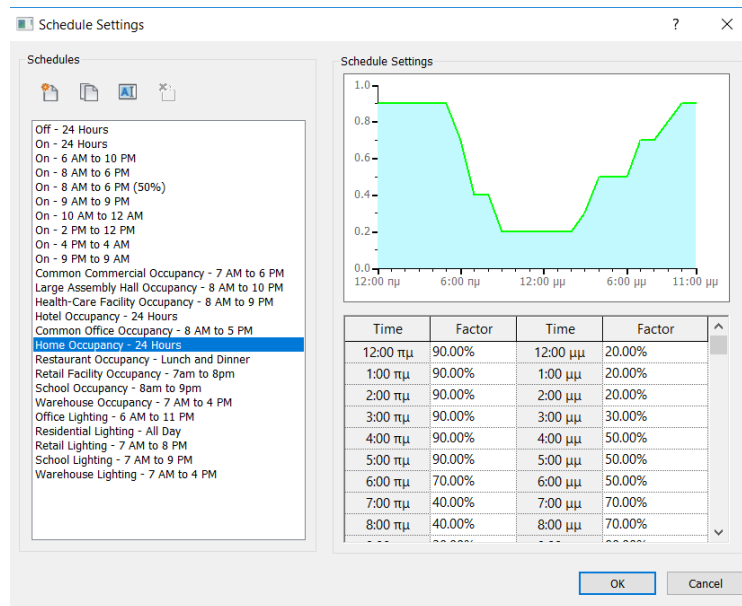 Schedule Settings
?
Schedules
Off - 24 Hours
On - 24 Hours
On - 6 AM to 10 PM
On - 8 AM to 6 PM
On - 8 AM to 6 PM (50%)
On - 9 AM to 9 PM
On - 10 AM to 12 AM
On - 2 PM to 12 PM
On - 4 PM to 4 AM
On - 9 PM to 9 AM
Common Commercial Occupancy - 7 AM to 6 PM
Large Assembly Hall Occupancy - 8 AM to 10 PM
Health-Care Facility Occupancy - 8 AM to 9 PM
Hotel Occupancy - 24 Hours
Common Office Occupancy - 8 AM to 5 PM
Home Occupancy - 24 Hours
Restaurant Occupancy - Lunch and Dinner
Retail Facility Occupancy - 7am to 8pm
School Occupancy - 8am to 9pm
Warehouse Occupancy - 7 AM to 4 PM
Office Lighting - 6 AM to 11 PM
Residential Lighting - All Day
Retail Lighting - 7 AM to 8 PM
School Lighting - 7 AM to 9 PM
Warehouse Lighting - 7 AM to 4 PM
Schedule Settings
1.0
0.8
0.6
0.4
0.2
0.0
12:00 πμ 6:00 πμ 12:00 μμ 6:00 μμ 11:00 μμ
Time Factor Time Factor
12:00 πμ 90.00% 12:00 μμ 20.00%
1:00 πμ 90.00% 1:00 μμ 20.00%
2:00 πμ 90.00% 2:00 μμ 20.00%
3:00 πμ 90.00% 3:00 μμ 30.00%
4:00 πμ 90.00% 4:00 μμ 50.00%
5:00 πμ 90.00% 5:00 μμ 50.00%
6:00 πμ 70.00% 6:00 μμ 50.00%
7:00 πμ 40.00% 7:00 μμ 70.00%
8:00 πμ 40.00% 8:00 μμ 70.00%
OK Cancel